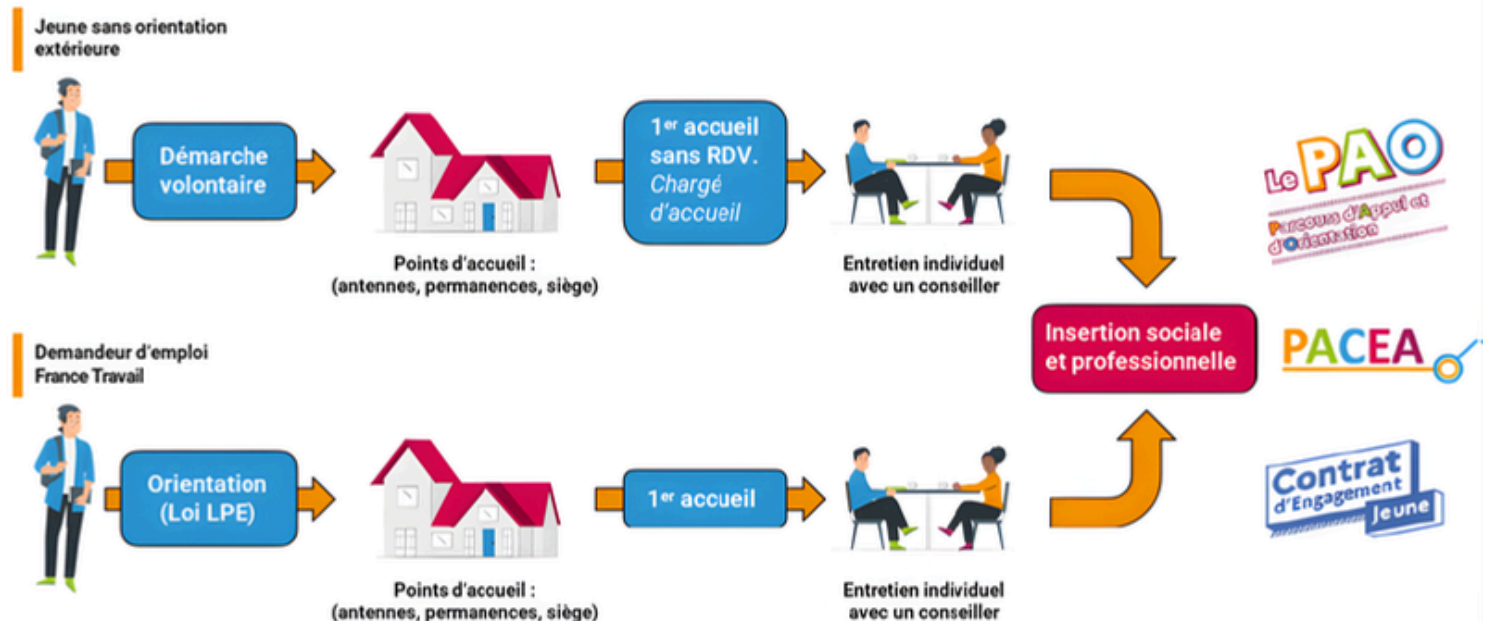 Jeune sans orientation
extérieure
Démarche
volontaire
Points d'accueil :
(antennes, permanences, siège)
1er accueil
sans RDV.
Chargé
d'accueil
Entretien individuel
avec un conseiller
Le PAO
Parcours d'Appui et
d'Orientation
Insertion sociale
et professionnelle
PACEA
Demandeur d'emploi
France Travail
Orientation
(Loi LPE)
Points d'accueil :
(antennes, permanences, siège)
1er accueil
Entretien individuel
avec un conseiller
Contrat
d'Engagement
Jeune